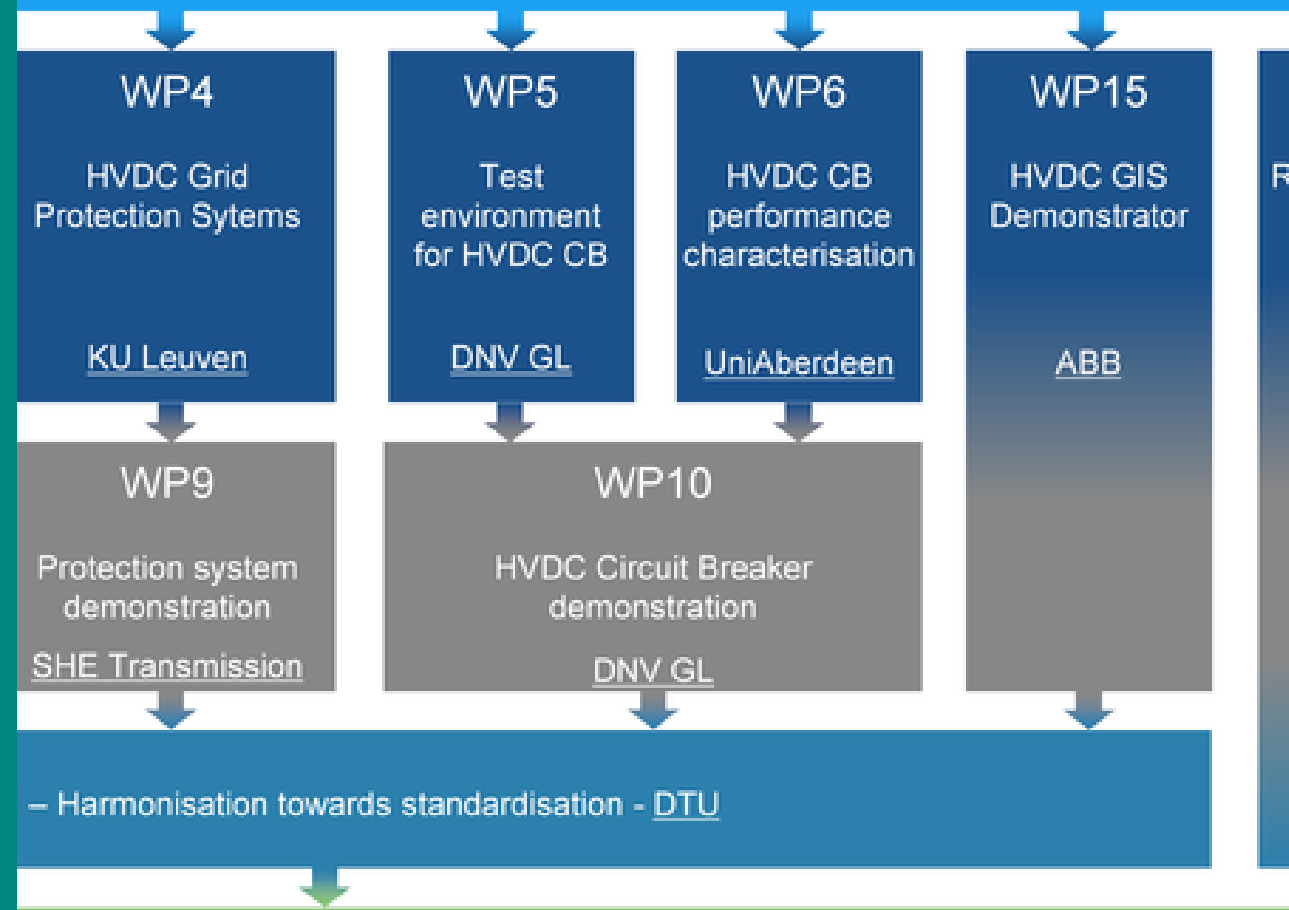 WP4
HVDC Grid
Protection Sytems
KU Leuven
WP5
Test
environment
for HVDC CB
DNV GL
WP6
HVDC CB
performance
characterisation
UniAberdeen
WP15
HVDC GIS
Demonstrator
ABB
R
WP9
Protection system
demonstration
SHE Transmission
WP10
HVDC Circuit Breaker
demonstration
DNV GL
– Harmonisation towards standardisation - DTU